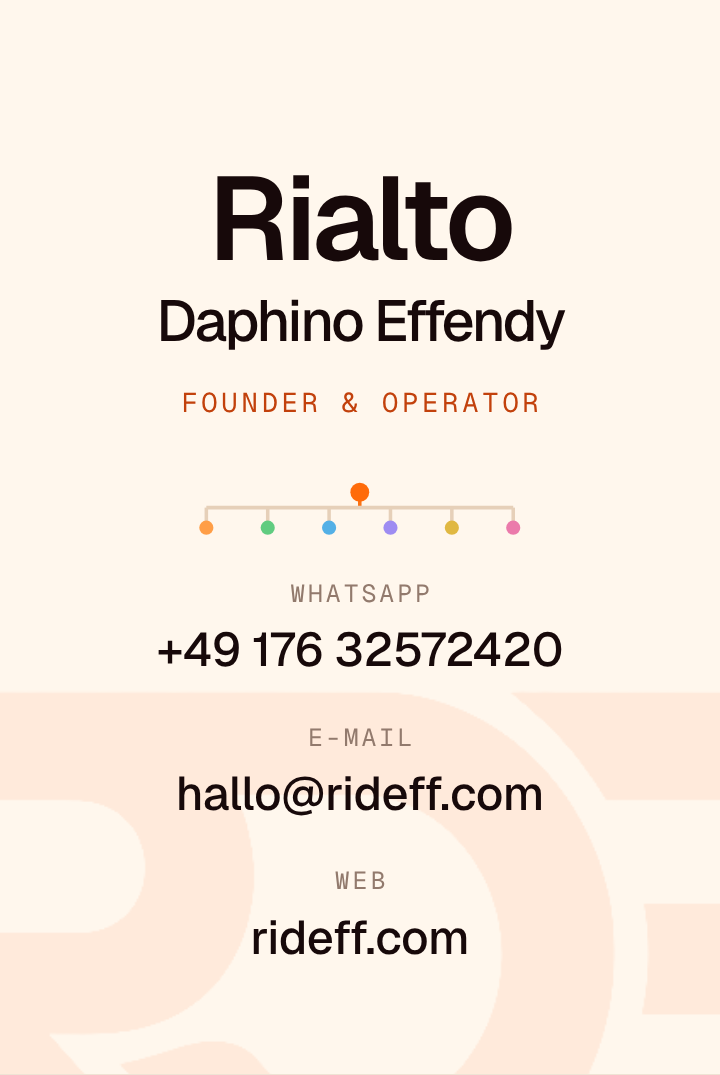 Rialto
Daphino Effendy
FOUNDER & OPERATOR
WHATSAPP
+49 176 32572420
E-MAIL
hallo@rideff.com
WEB
rideff.com